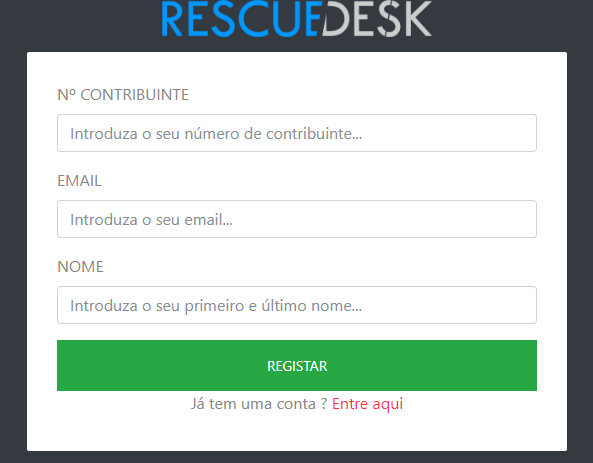 RESCUEDESK
Nº CONTRIBUINTE
Introduza o seu número de contribuinte...
EMAIL
Introduza o seu email...
NOME
Introduza o seu primeiro e último nome...
REGISTAR
Já tem uma conta ? Entre aqui